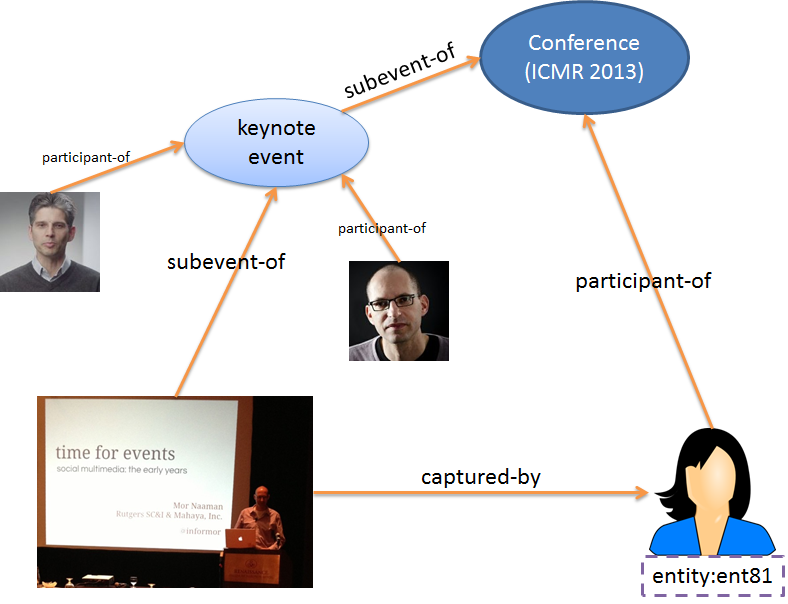 Conference
(ICMR 2013)
subevent-of
keynote
event
participant-of
participant-of
subevent-of
participant-of
time for events
social multimedia: the early years
Mor Naaman
Rutgers SC&I & Mahaya, Inc.
@informor
captured-by
entity:ent81